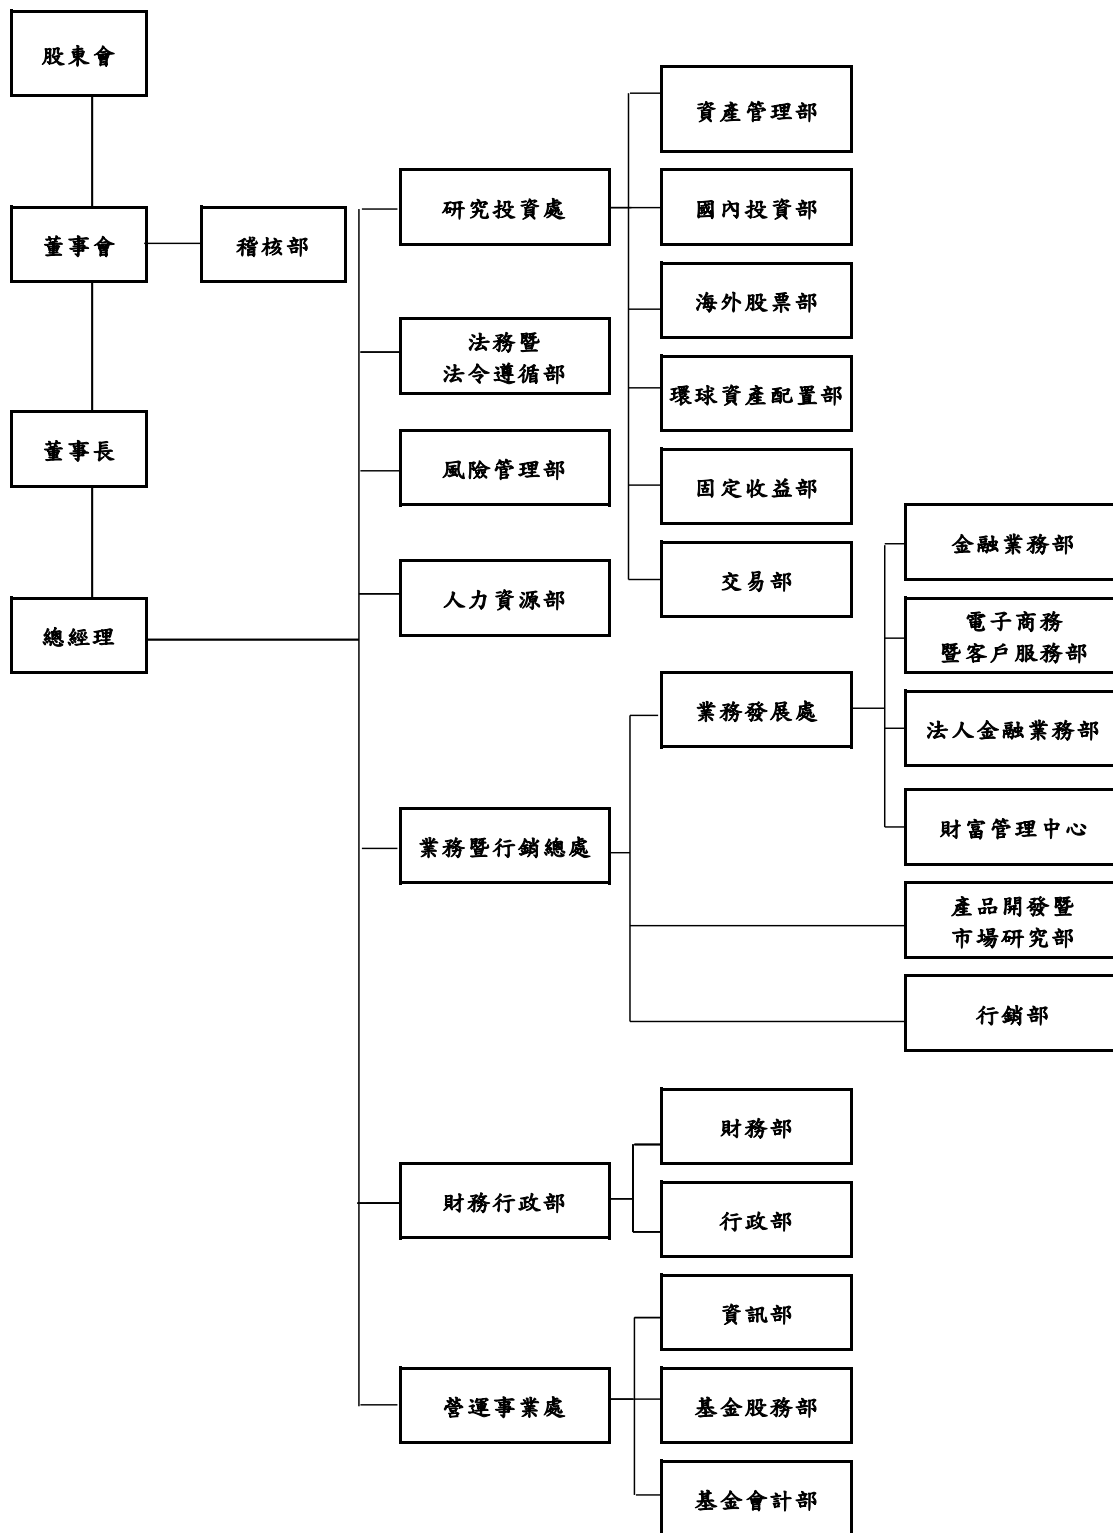 股東會
董事會
稽核部
董事長
總經理
研究投資處
資產管理部
國內投資部
海外股票部
環球資產配置部
固定收益部
交易部
法務暨
法令遵循部
風險管理部
人力資源部
業務暨行銷總處
業務發展處
金融業務部
電子商務
暨客戶服務部
法人金融業務部
財富管理中心
產品開發暨
市場研究部
行銷部
財務行政部
財務部
行政部
營運事業處
資訊部
基金股務部
基金會計部